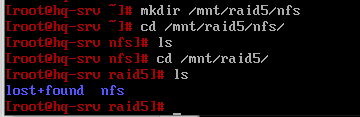 [root@hq-srv nfs]# mkdir /mnt/raid5/nfs
[root@hq-srv nfs]# cd /mnt/raid5/nfs/
[root@hq-srv nfs]# ls
[root@hq-srv nfs]# cd /mnt/raid5/
[root@hq-srv raid5]# ls
lost+found  nfs
[root@hq-srv raid5]#